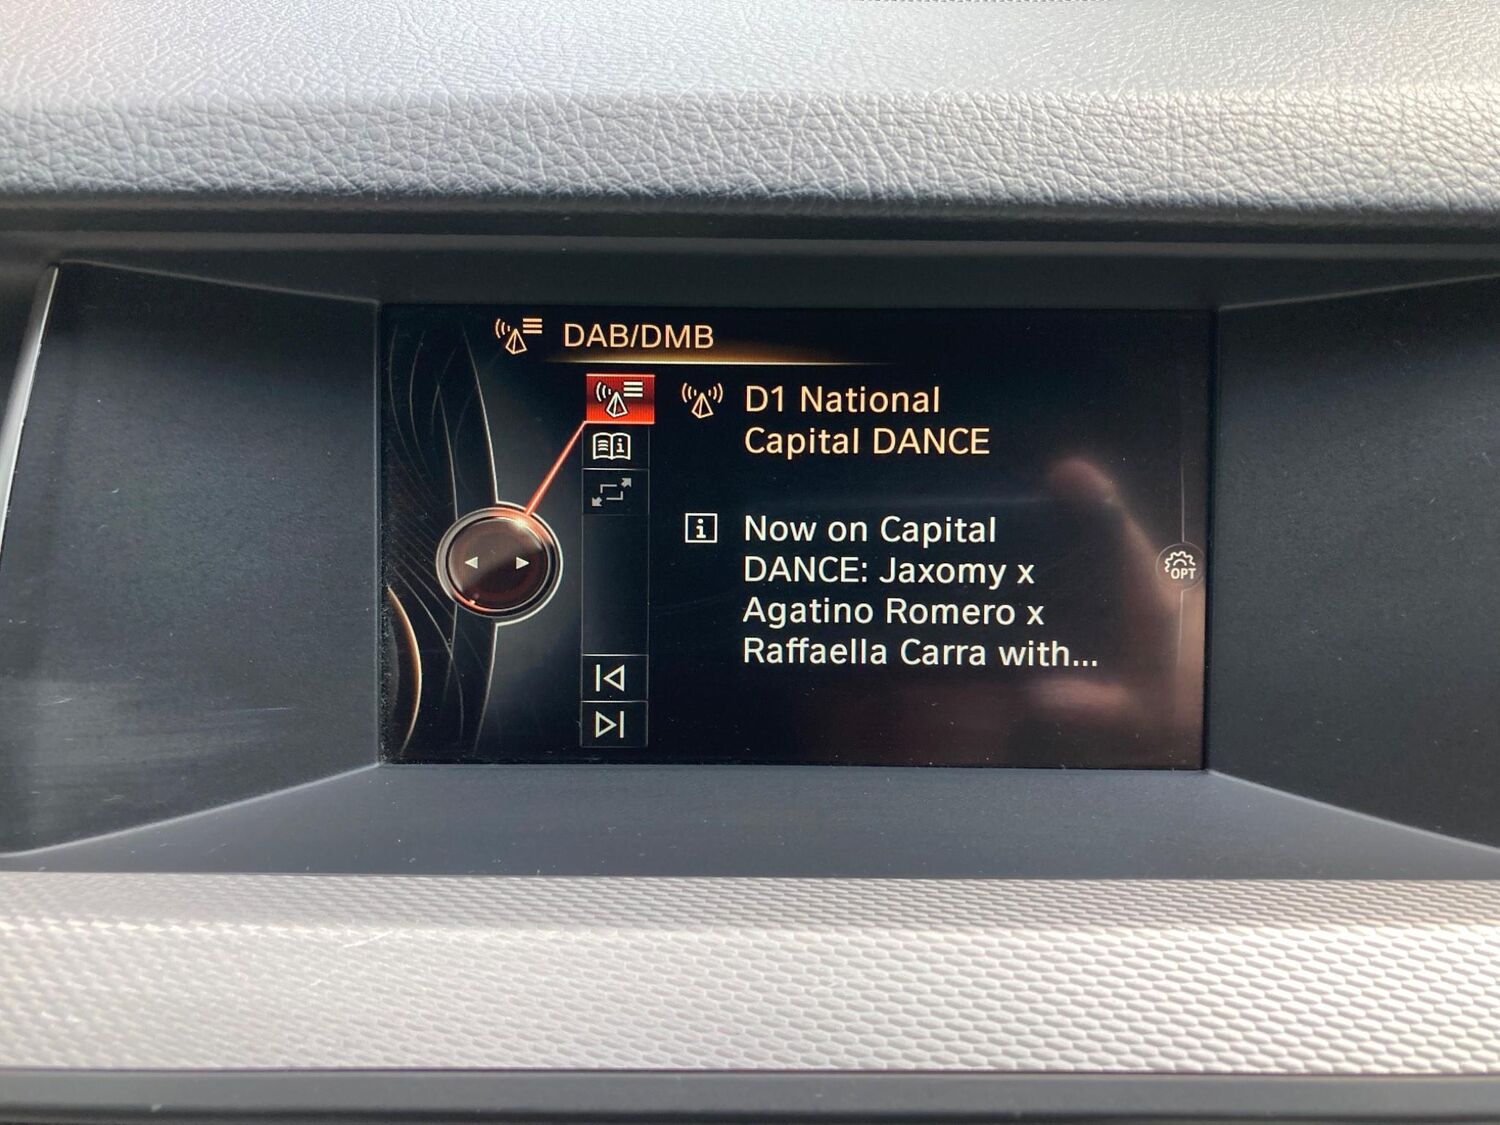 DAB/DMB
D1 National
Capital DANCE
Now on Capital
DANCE: Jaxomy x
Agatino Romero x
Raffaella Carra with...
OPT